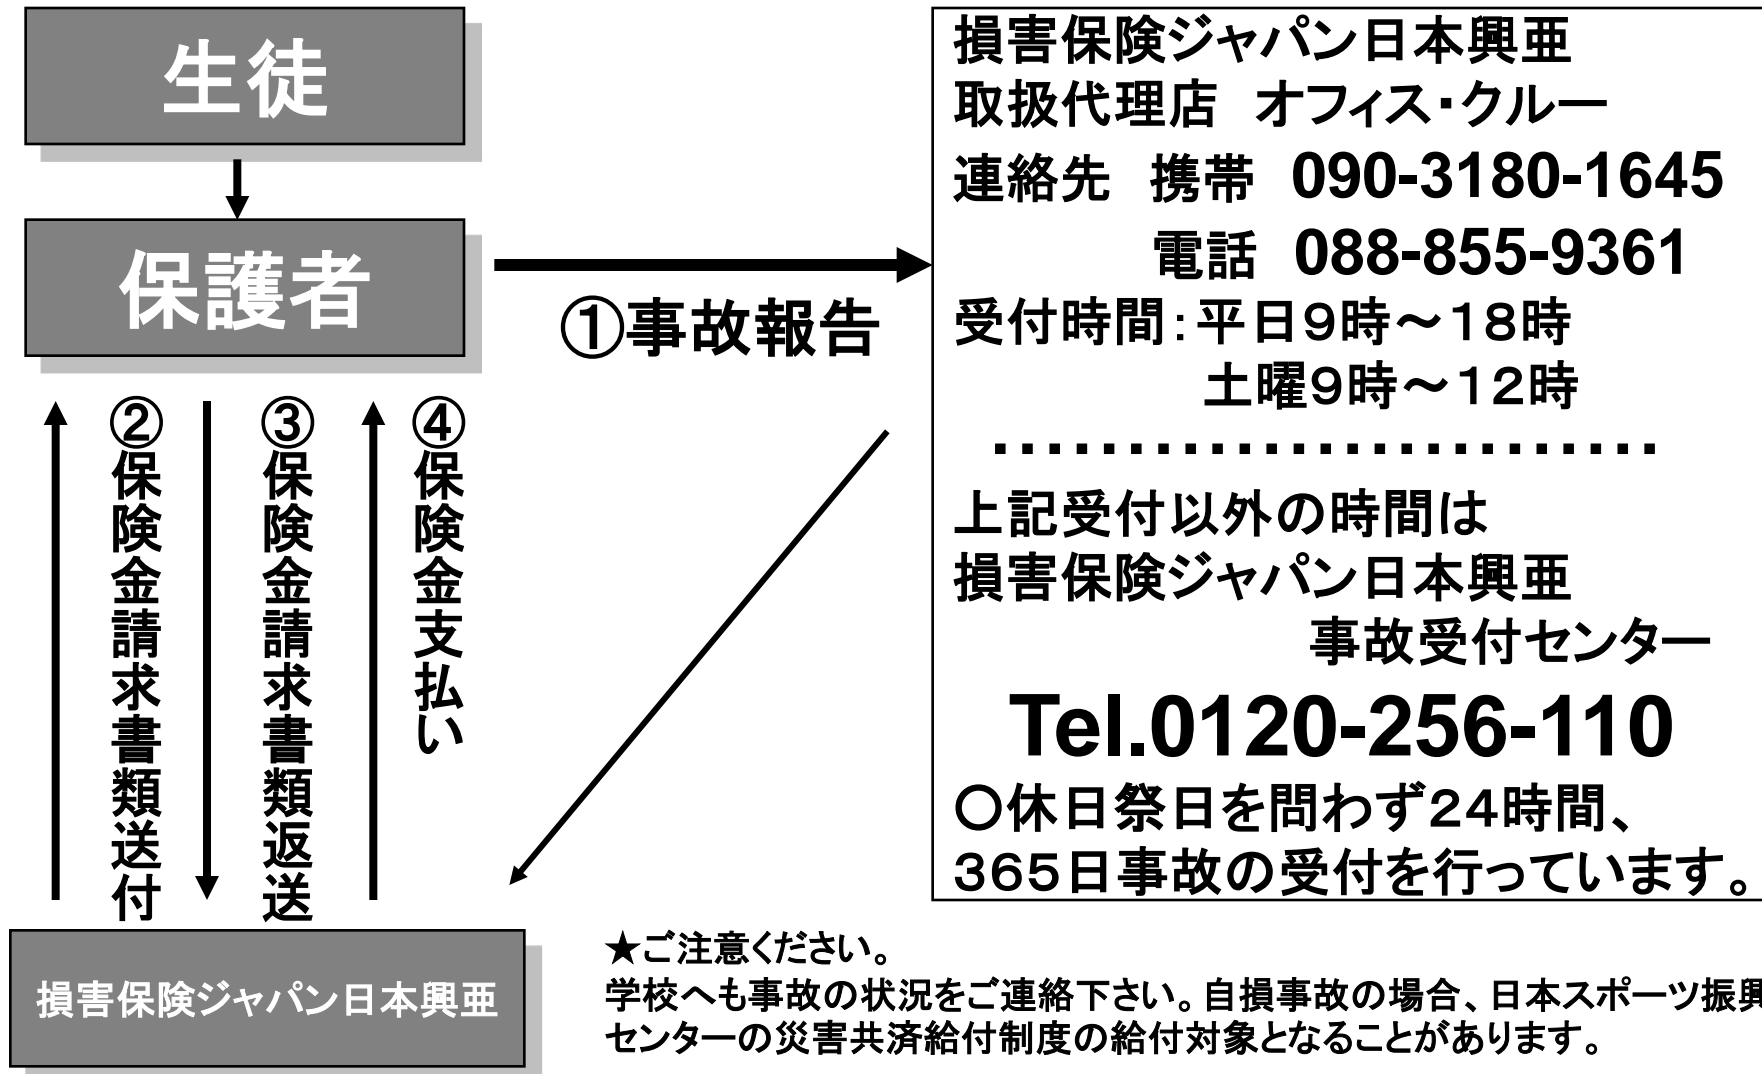 生徒
保護者
①事故報告
②保険金請求書類送付
③保険金請求書類返送
④保険金支払い
損害保険ジャパン日本興亜
損害保険ジャパン日本興亜
取扱代理店　オフィス・クルー
連絡先　携帯　090-3180-1645
電話　088-855-9361
受付時間：平日９時～１８時
土曜９時～１２時
・・・・・・・・・・・・・・・・・・・・・・・・・
上記受付以外の時間は
損害保険ジャパン日本興亜
事故受付センター
Tel.0120-256-110
○休日祭日を問わず２４時間、
３６５日事故の受付を行っています。
★ご注意ください。
学校へも事故の状況をご連絡下さい。自損事故の場合、日本スポーツ振興
センターの災害共済給付制度の給付対象となることがあります。